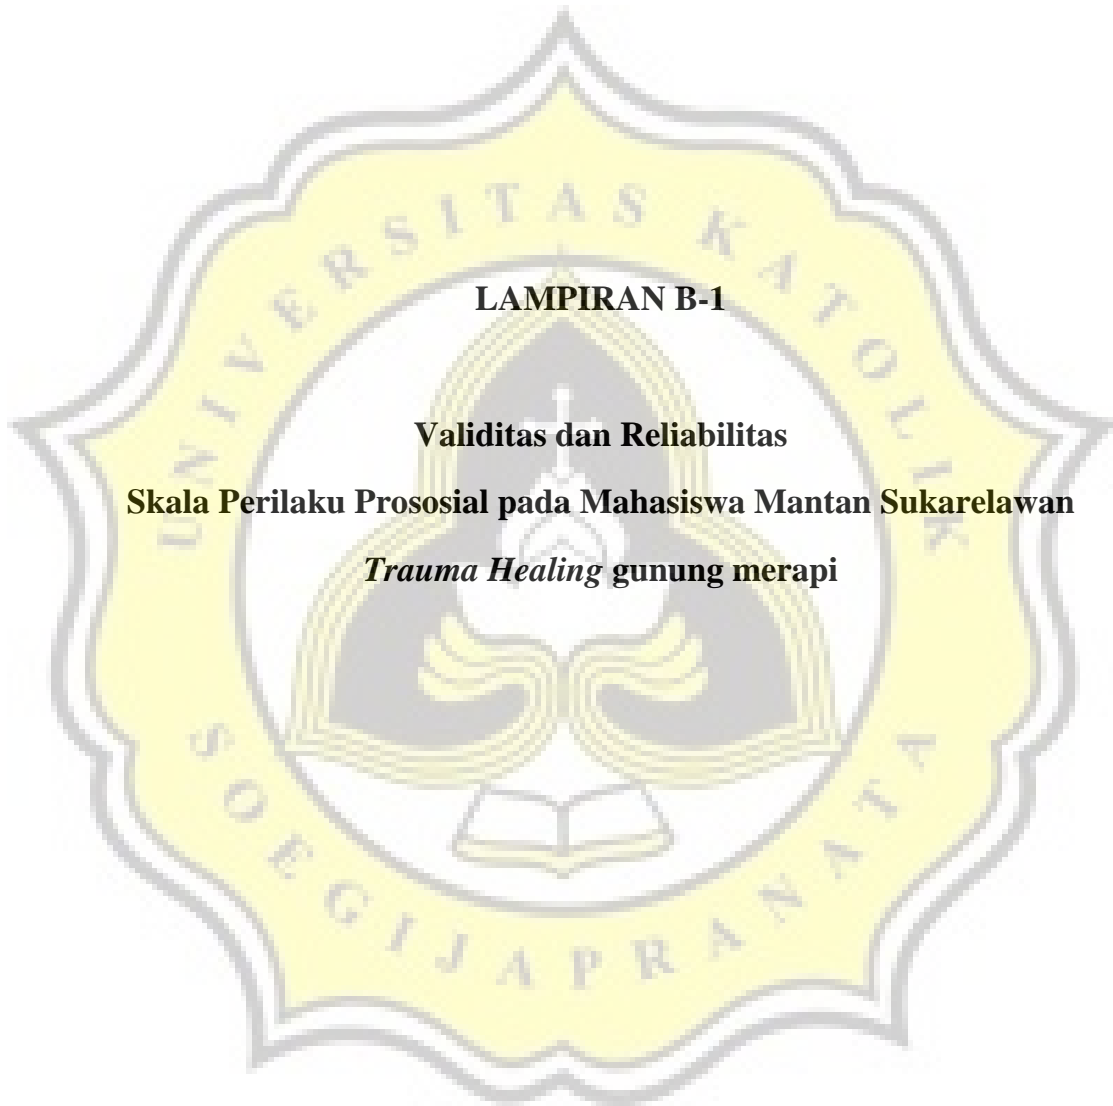 LAMPIRAN B-1
Validitas dan Reliabilitas
Skala Perilaku Prososial pada Mahasiswa Mantan Sukarelawan
Trauma Healing gunung merapi
UNIVERSITAS KATOLIK
SOEGIJAPRANATA